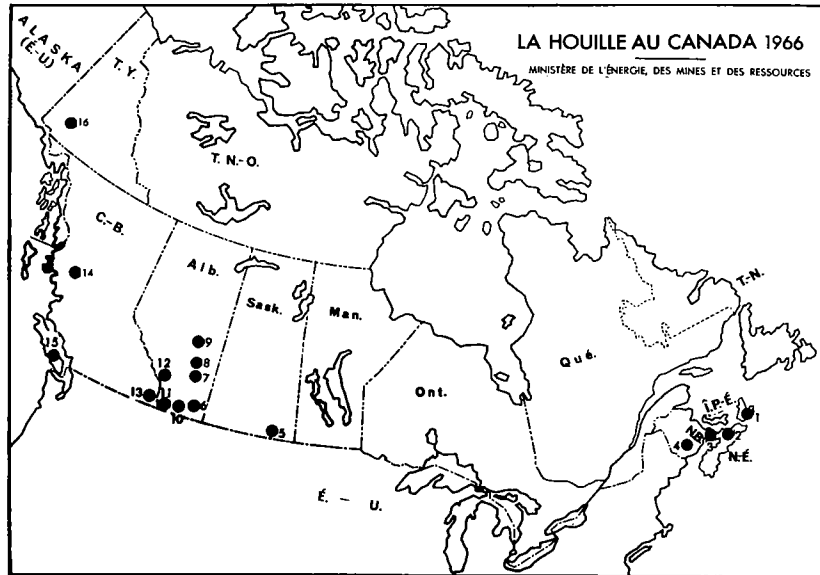 LA HOUILLE AU CANADA 1966
MINISTÈRE DE L'ÉNERGIE, DES MINES ET DES RESSOURCES
ALASKA
(É-U)
T.Y.
16
T.N.-O.
C.-B.
14
Alb.
Sask.
Man.
T.-N.
Qué.
Ont.
15
9
8
12
7
13
11
10
6
5
Î.P.-É.
1
N.B.
4
3
2
N.-É.
É. - U.